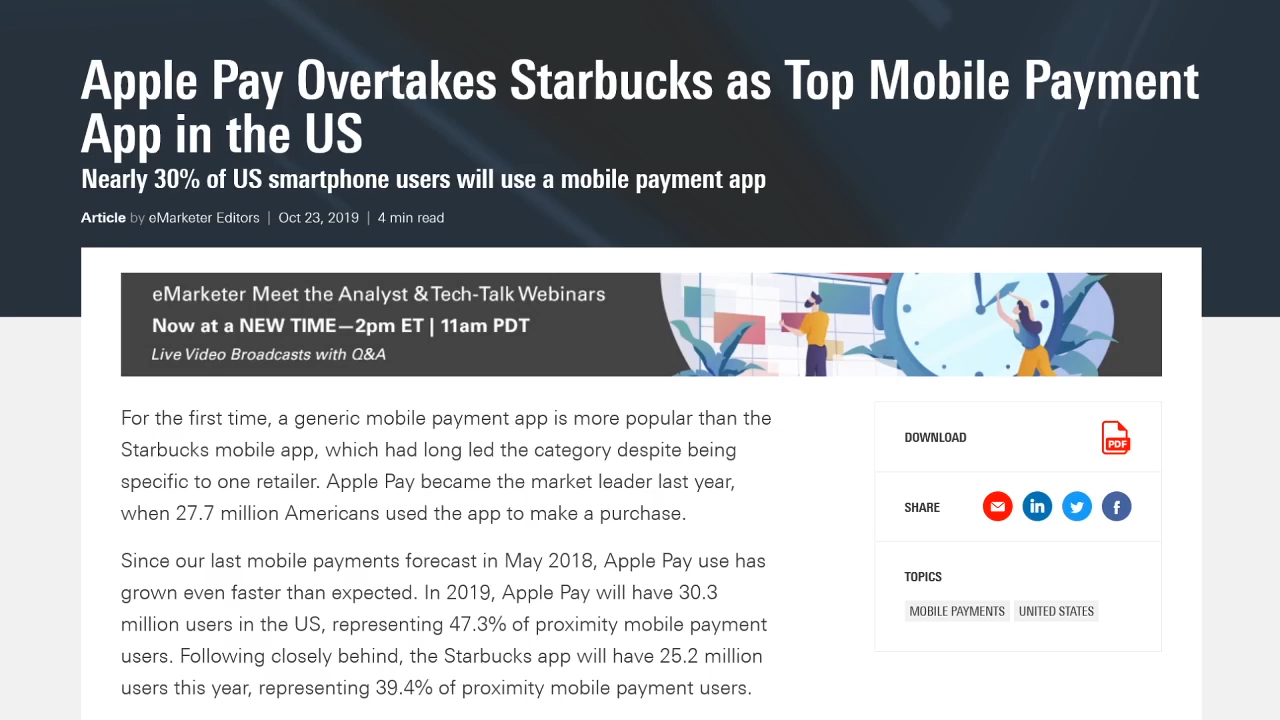 Apple Pay Overtakes Starbucks as Top Mobile Payment
App in the US
Nearly 30% of US smartphone users will use a mobile payment app
Article by eMarketer Editors | Oct 23, 2019 | 4 min read
eMarketer Meet the Analyst & Tech-Talk Webinars
Now at a NEW TIME—2pm ET | 11am PDT
Live Video Broadcasts with Q&A
For the first time, a generic mobile payment app is more popular than the
Starbucks mobile app, which had long led the category despite being
specific to one retailer. Apple Pay became the market leader last year,
when 27.7 million Americans used the app to make a purchase.
Since our last mobile payments forecast in May 2018, Apple Pay use has
grown even faster than expected. In 2019, Apple Pay will have 30.3
million users in the US, representing 47.3% of proximity mobile payment
users. Following closely behind, the Starbucks app will have 25.2 million
users this year, representing 39.4% of proximity mobile payment users.
DOWNLOAD
PDF
SHARE
in
f
TOPICS
MOBILE PAYMENTS UNITED STATES